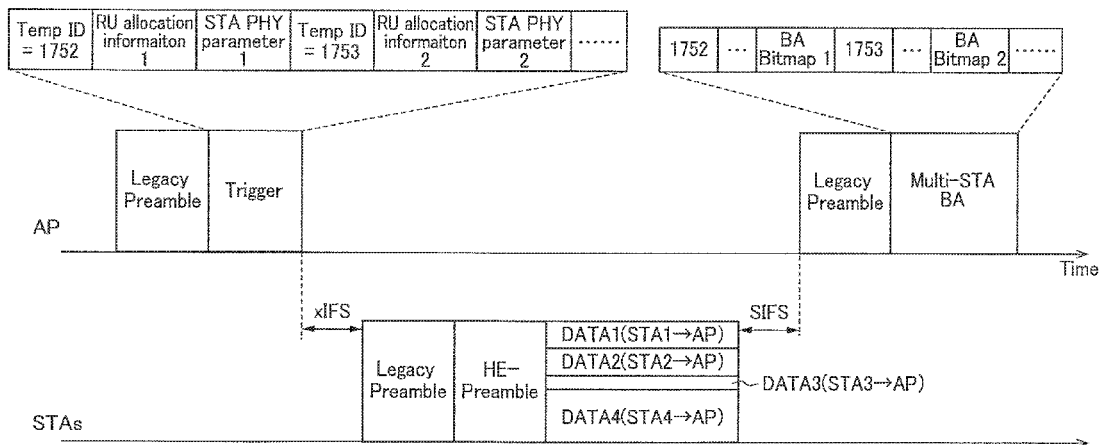 Temp ID
= 1752
RU allocation
informaiton
1
STA PHY
parameter
1
Temp ID
= 1753
RU allocation
informaiton
2
STA PHY
parameter
2
······
1752
···
BA
Bitmap 1
1753
···
BA
Bitmap 2
······
Legacy
Preamble
Trigger
Legacy
Preamble
Multi-STA
BA
AP
Time
xIFS
SIFS
Legacy
Preamble
HE-
Preamble
DATA1(STA1→AP)
DATA2(STA2→AP)
DATA3(STA3→AP)
DATA4(STA4→AP)
STAs